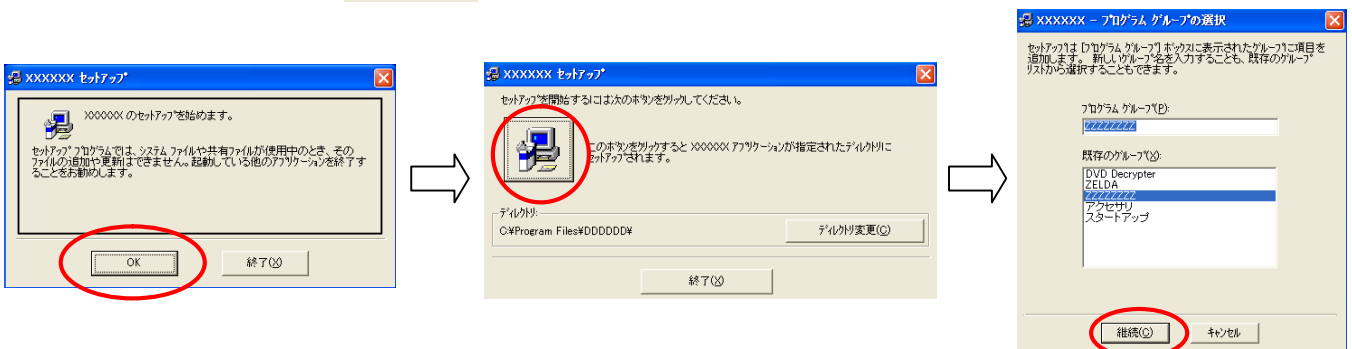 XXXXXX セットアップ
XXXXXX のセットアップを始めます。
セットアップ プログラムでは、システム ファイルや共有ファイルが使用中のとき、その
ファイルの追加や更新はできません。起動している他のアプリケーションを終了す
ることをお勧めします。
OK
終了(X)
XXXXXX セットアップ
セットアップを開始するには次のボタンをクリックしてください。
このボタンをクリックすると XXXXXX アプリケーションが指定されたディレクトリに
セットアップされます。
ディレクトリ:
C:¥Program Files¥DDDDDD¥
ディレクトリ変更(C)
終了(X)
XXXXXX - プログラム グループの選択
セットアップは [プログラム グループ] ボックスに表示されたグループに項目を
追加します。 新しいグループ名を入力することも、既存のグループ
リストから選択することもできます。
プログラム グループ(P):
ZZZZZZZZ
既存のグループ(X):
DVD Decrypter
ZELDA
ZZZZZZZZ
アクセサリ
スタートアップ
継続(C)
キャンセル